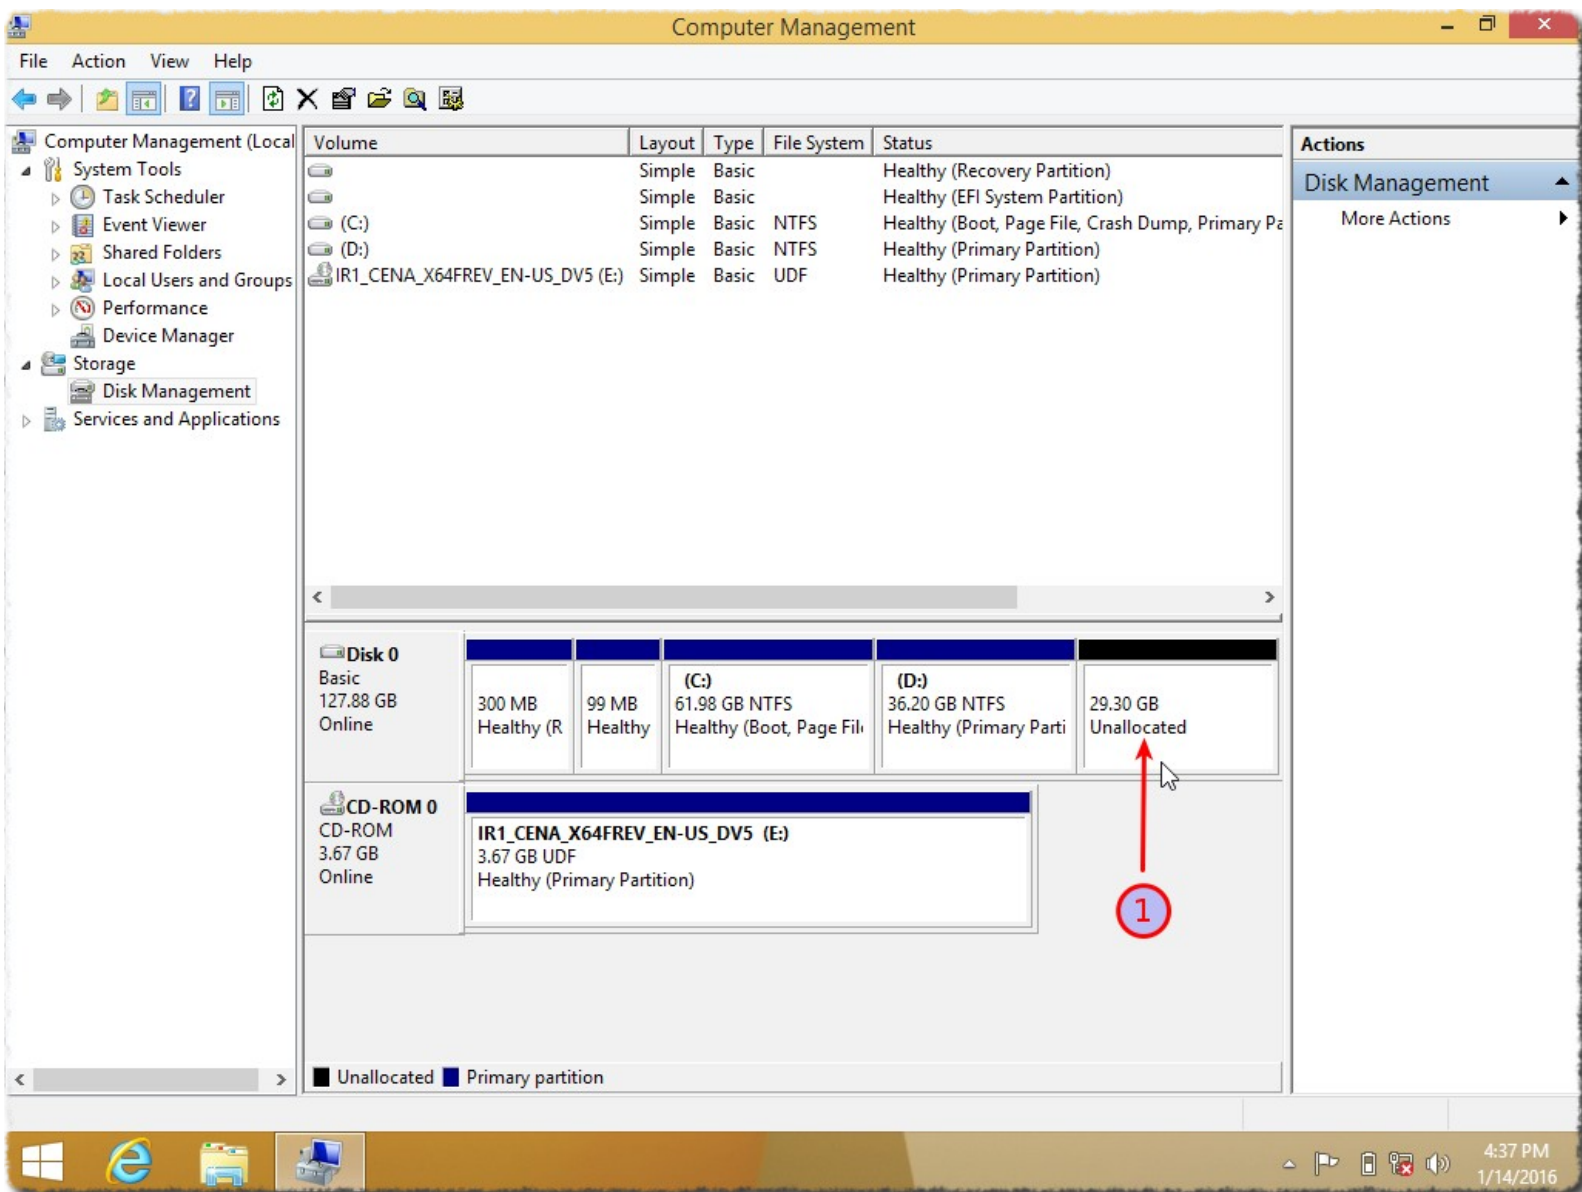 Computer Management
File Action View Help
Computer Management (Local
System Tools
Task Scheduler
Event Viewer
Shared Folders
Local Users and Groups
Performance
Device Manager
Storage
Disk Management
Services and Applications
Volume Layout Type File System Status
Simple Basic Healthy (Recovery Partition)
Simple Basic Healthy (EFI System Partition)
(C:) Simple Basic NTFS Healthy (Boot, Page File, Crash Dump, Primary Pa
(D:) Simple Basic NTFS Healthy (Primary Partition)
IR1_CENA_X64FREV_EN-US_DV5 (E:) Simple Basic UDF Healthy (Primary Partition)
Actions
Disk Management
More Actions
Disk 0
Basic
127.88 GB
Online
300 MB
Healthy (R
99 MB
Healthy
(C:)
61.98 GB NTFS
Healthy (Boot, Page Fil
(D:)
36.20 GB NTFS
Healthy (Primary Parti
29.30 GB
Unallocated
CD-ROM 0
CD-ROM
3.67 GB
Online
IR1_CENA_X64FREV_EN-US_DV5 (E:)
3.67 GB UDF
Healthy (Primary Partition)
1
Unallocated Primary partition
4:37 PM
1/14/2016